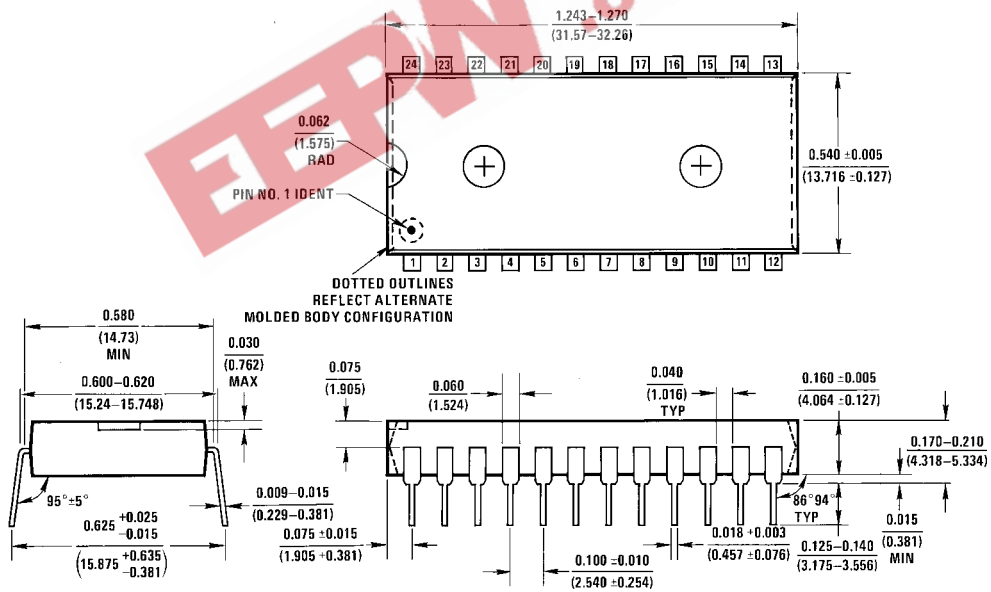 EEPW
1.243–1.270
(31.57–32.26)
24 23 22 21 20 19 18 17 16 15 14 13
0.062
(1.575)
RAD
PIN NO. 1 IDENT
0.540 ±0.005
(13.716 ±0.127)
1 2 3 4 5 6 7 8 9 10 11 12
DOTTED OUTLINES
REFLECT ALTERNATE
MOLDED BODY CONFIGURATION
0.580
(14.73)
MIN
0.030
(0.762)
MAX
0.600–0.620
(15.24–15.748)
95°±5°
0.009–0.015
(0.229–0.381)
0.625 +0.025 -0.015
(15.875 +0.635 -0.381)
0.075
(1.905)
0.060
(1.524)
0.040
(1.016)
TYP
0.160 ±0.005
(4.064 ±0.127)
0.170–0.210
(4.318–5.334)
86°94°
TYP
0.015
(0.381)
MIN
0.075 ±0.015
(1.905 +0.381)
0.100 ±0.010
(2.540 ±0.254)
0.018 +0.003
(0.457 ±0.076)
0.125–0.140
(3.175–3.556)